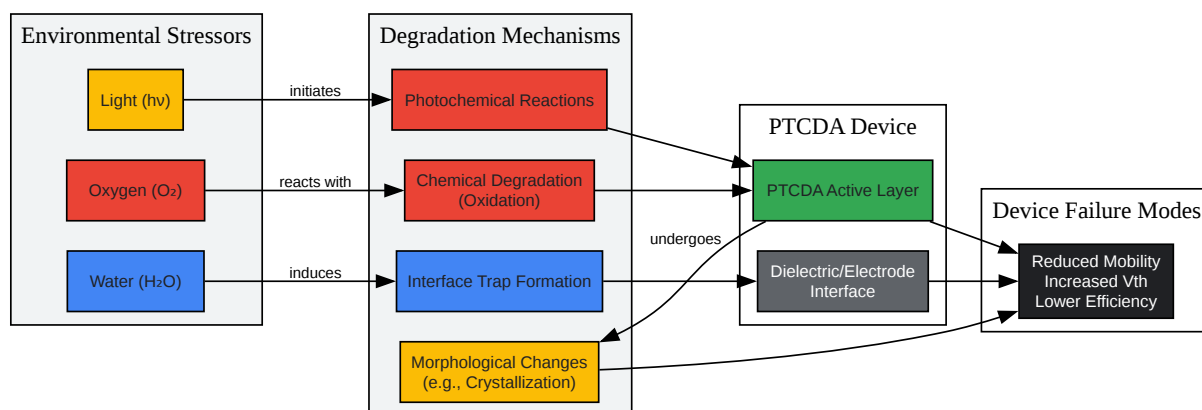 Environmental Stressors
Light (hν)
Oxygen (O₂)
Water (H₂O)
initiates
reacts with
induces
Degradation Mechanisms
Photochemical Reactions
Chemical Degradation
(Oxidation)
Interface Trap Formation
Morphological Changes
(e.g., Crystallization)
undergoes
PTCDA Device
PTCDA Active Layer
Dielectric/Electrode
Interface
Device Failure Modes
Reduced Mobility
Increased Vth
Lower Efficiency